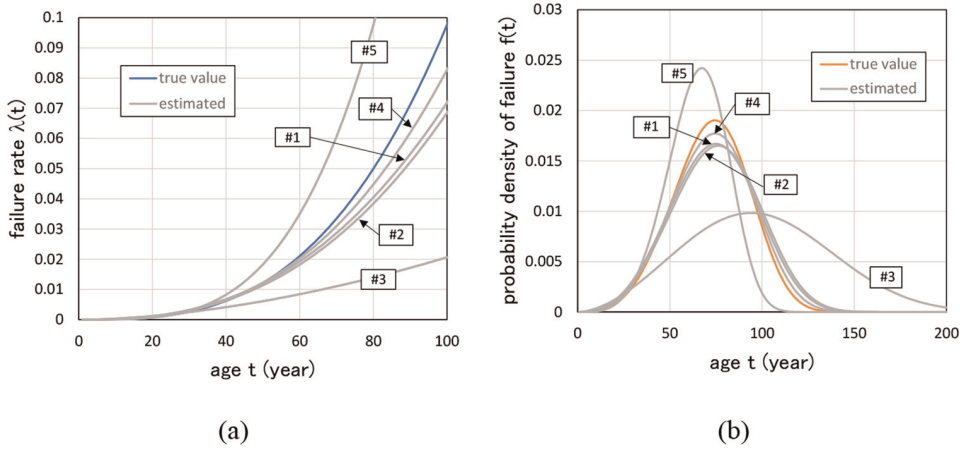 0.1
0.09
0.08
0.07
0.06
0.05
0.04
0.03
0.02
0.01
0
failure rate λ(t)
true value
estimated
#5
#4
#1
#2
#3
0 20 40 60 80 100
age t (year)
(a)
0.03
0.025
0.02
0.015
0.01
0.005
0
probability density of failure f(t)
true value
estimated
#5
#4
#1
#2
#3
0 50 100 150 200
age t (year)
(b)